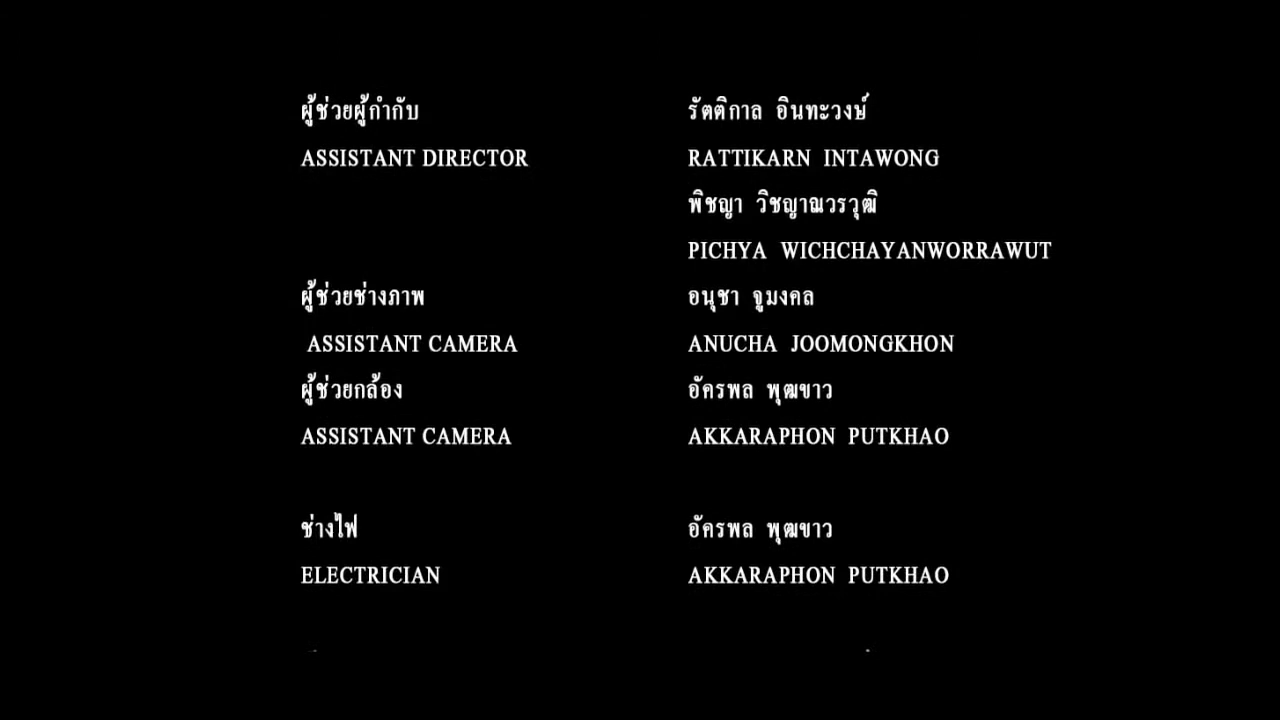 ผู้ช่วยผู้กำกับ รัตติกาล อินทะวงษ์
ASSISTANT DIRECTOR RATTIKARN INTAWONG
พิชญา วิชญาณวรวุฒิ
PICHYA WICHCHAYANWORRAWUT
ผู้ช่วยช่างภาพ อนุชา จูมงคล
ASSISTANT CAMERA ANUCHA JOOMONGKHON
ผู้ช่วยกล้อง อัครพล พุฒขาว
ASSISTANT CAMERA AKKARAPHON PUTKHAO
ช่างไฟ อัครพล พุฒขาว
ELECTRICIAN AKKARAPHON PUTKHAO